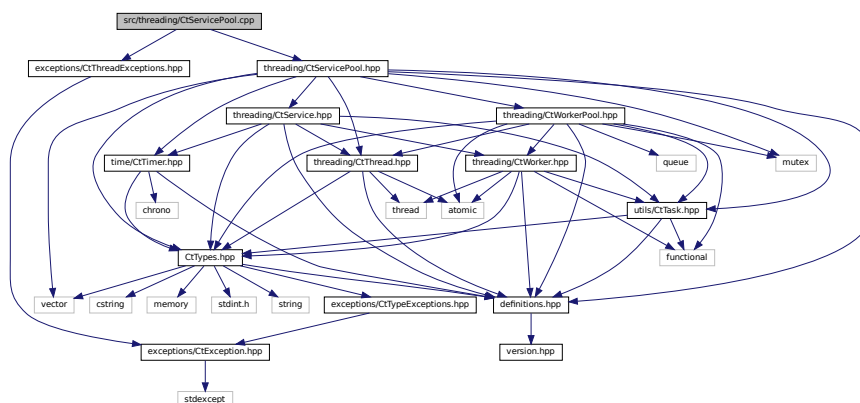 src/threading/CtServicePool.cpp
exceptions/CtThreadExceptions.hpp
threading/CtServicePool.hpp
threading/CtService.hpp
threading/CtWorkerPool.hpp
time/CtTimer.hpp
threading/CtThread.hpp
threading/CtWorker.hpp
queue
mutex
chrono
thread
atomic
utils/CtTask.hpp
CtTypes.hpp
functional
vector
cstring
memory
stdint.h
string
exceptions/CtTypeExceptions.hpp
definitions.hpp
exceptions/CtException.hpp
version.hpp
stdexcept